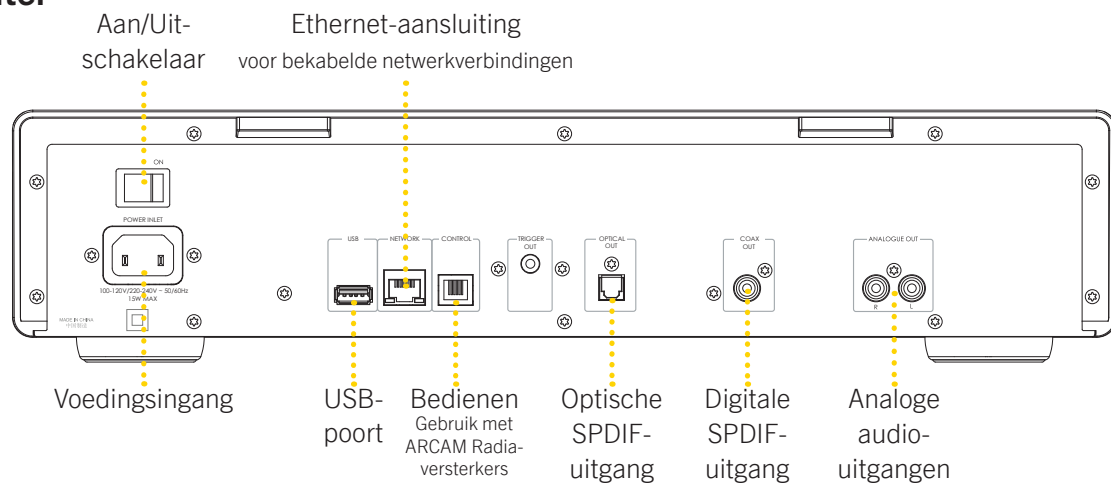 Aan/Uit-
schakelaar
Ethernet-aansluiting
voor bekabelde netwerkverbindingen
ON
POWER INLET
100-120V/220-240V ~ 50/60Hz
15W MAX
MADE IN CHINA
USB
NETWORK
CONTROL
TRIGGER
OUT
OPTICAL
OUT
COAX
OUT
ANALOGUE OUT
R
L
Voedingsingang
USB-
poort
Bedienen
Gebruik met
ARCAM Radia-
versterkers
Optische
SPDIF-
uitgang
Digitale
SPDIF-
uitgang
Analoge
audio-
uitgangen